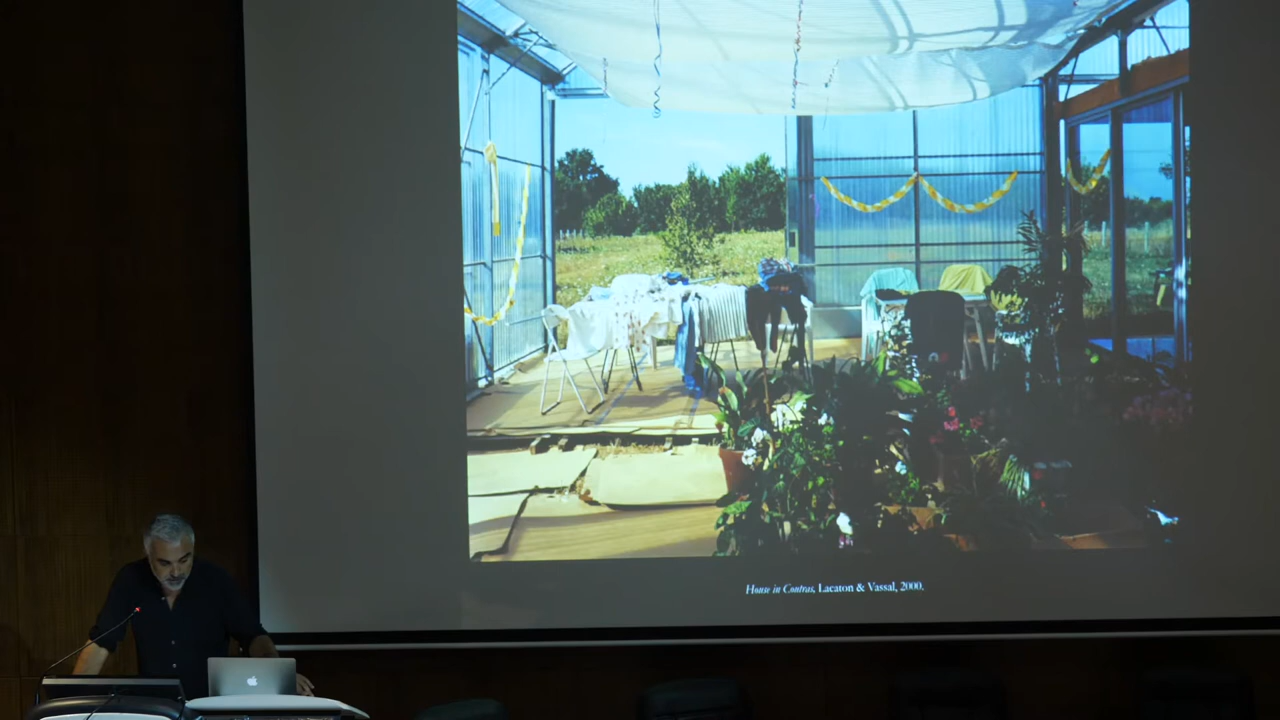 House in Coutras, Lacaton & Vassal, 2000.